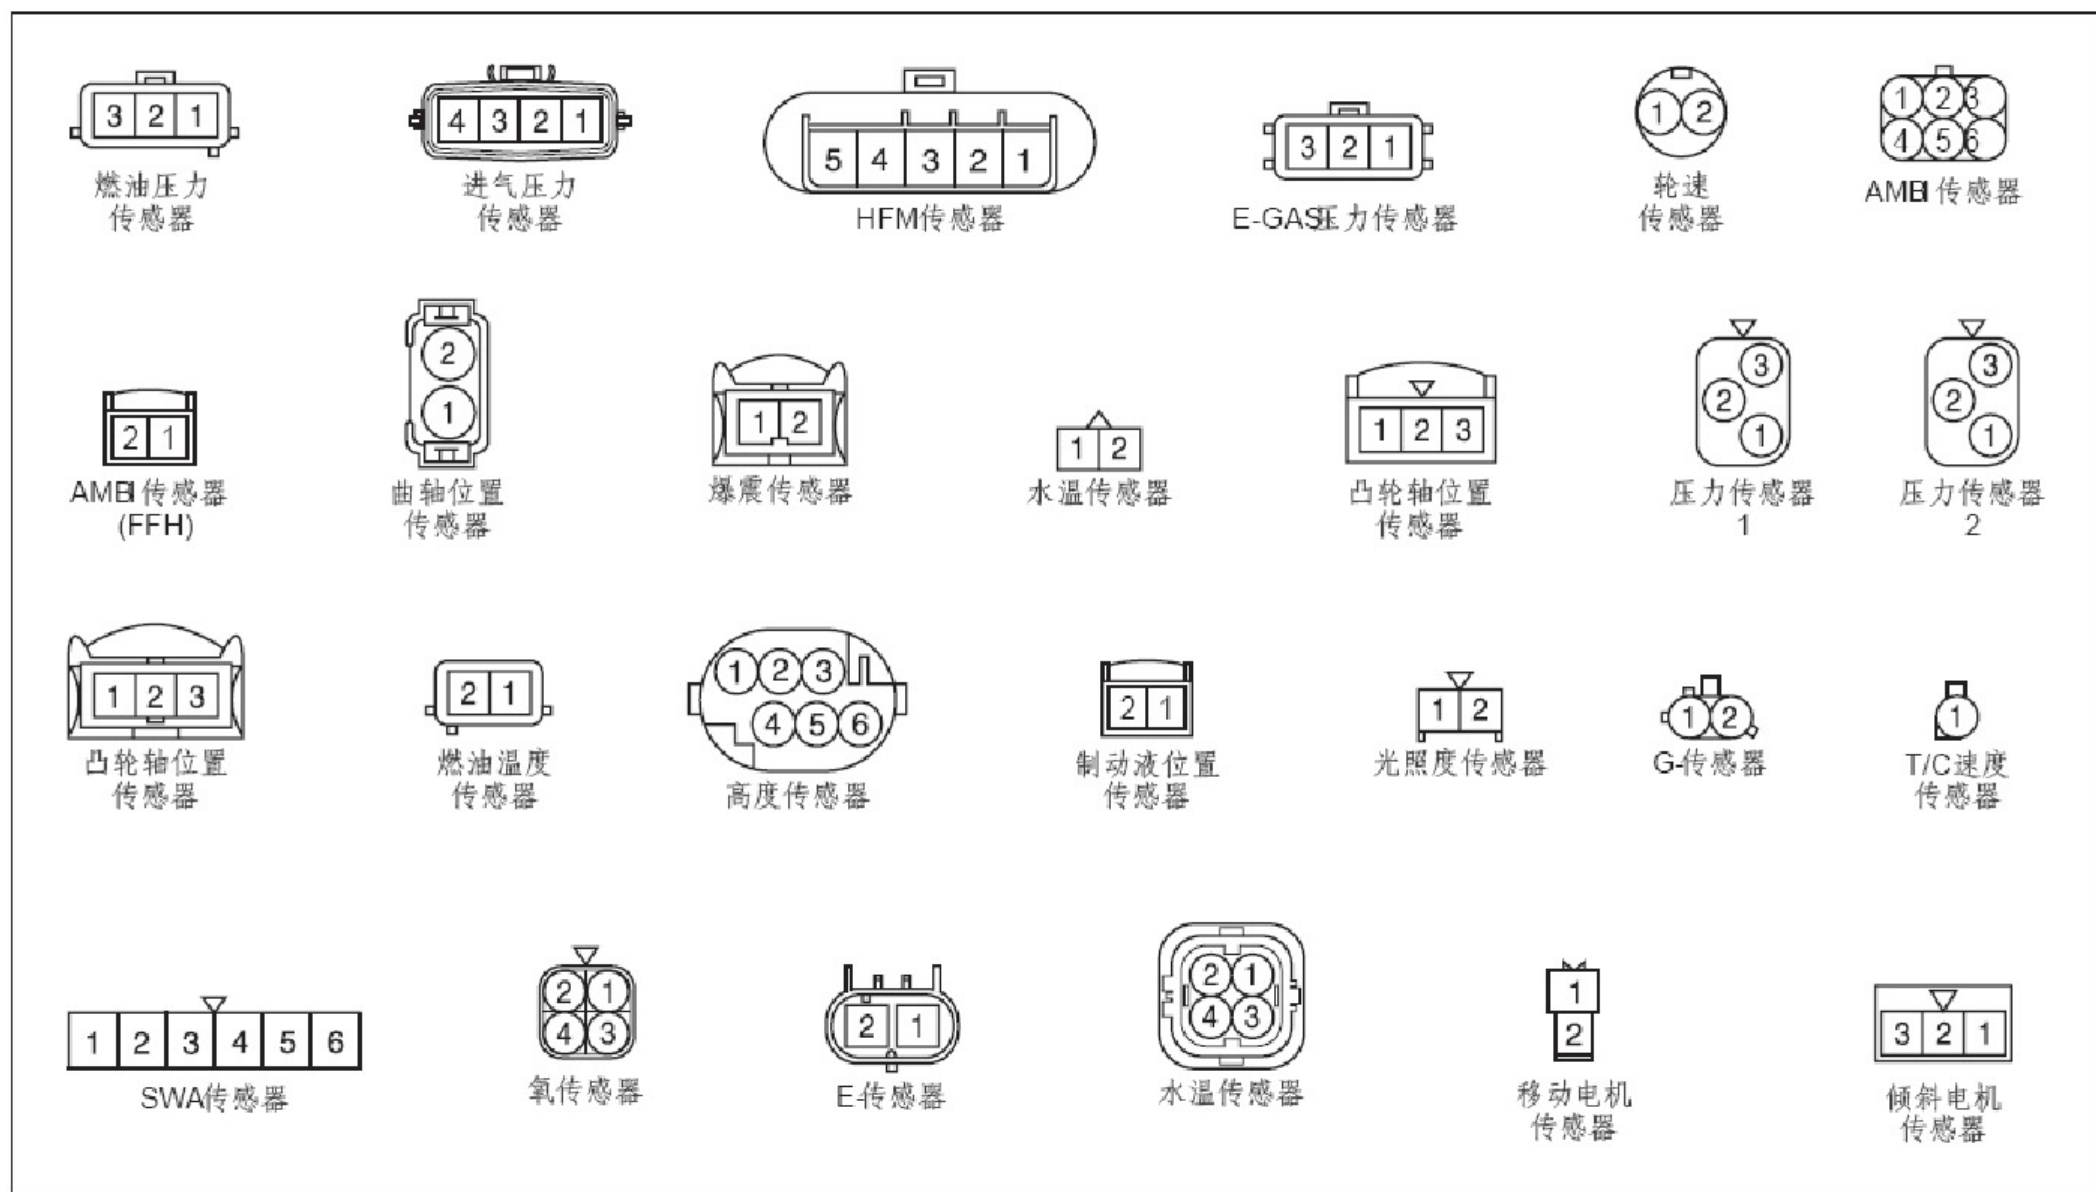 3 2 1
燃油压力
传感器
4 3 2 1
进气压力
传感器
5 4 3 2 1
HFM传感器
3 2 1
E-GAS压力传感器
1 2
轮速
传感器
1 2 3
4 5 6
AMBI传感器
2 1
AMBI传感器
(FFH)
2
1
曲轴位置
传感器
1 2
爆震传感器
1 2
水温传感器
1 2 3
凸轮轴位置
传感器
3
2
1
压力传感器
1
3
2
1
压力传感器
2
1 2 3
凸轮轴位置
传感器
2 1
燃油温度
传感器
1 2 3
4 5 6
高度传感器
2 1
制动液位置
传感器
1 2
光照度传感器
1 2
G-传感器
1
T/C速度
传感器
1 2 3 4 5 6
SWA传感器
2 1
4 3
氧传感器
2 1
E-传感器
2 1
4 3
水温传感器
1
2
移动电机
传感器
3 2 1
倾斜电机
传感器